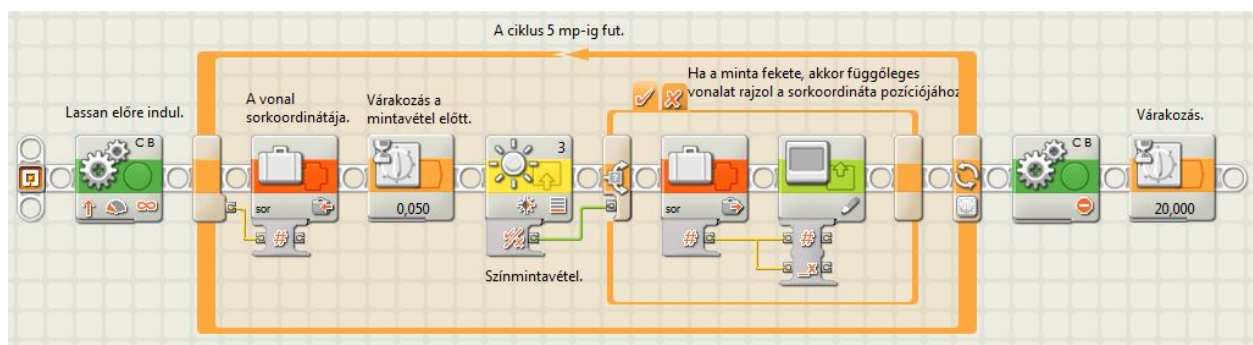 A ciklus 5 mp-ig fut.
Ha a minta fekete, akkor függőleges
vonalat rajzol a sorkoordináta pozíciójához
Lassan előre indul.
A vonal
sorkoordinátája.
Várakozás a
mintavétel előtt.
Várakozás.
C B
3
C B
sor
0,050
sor
20,000
#
#
#
x
Színmintavétel.